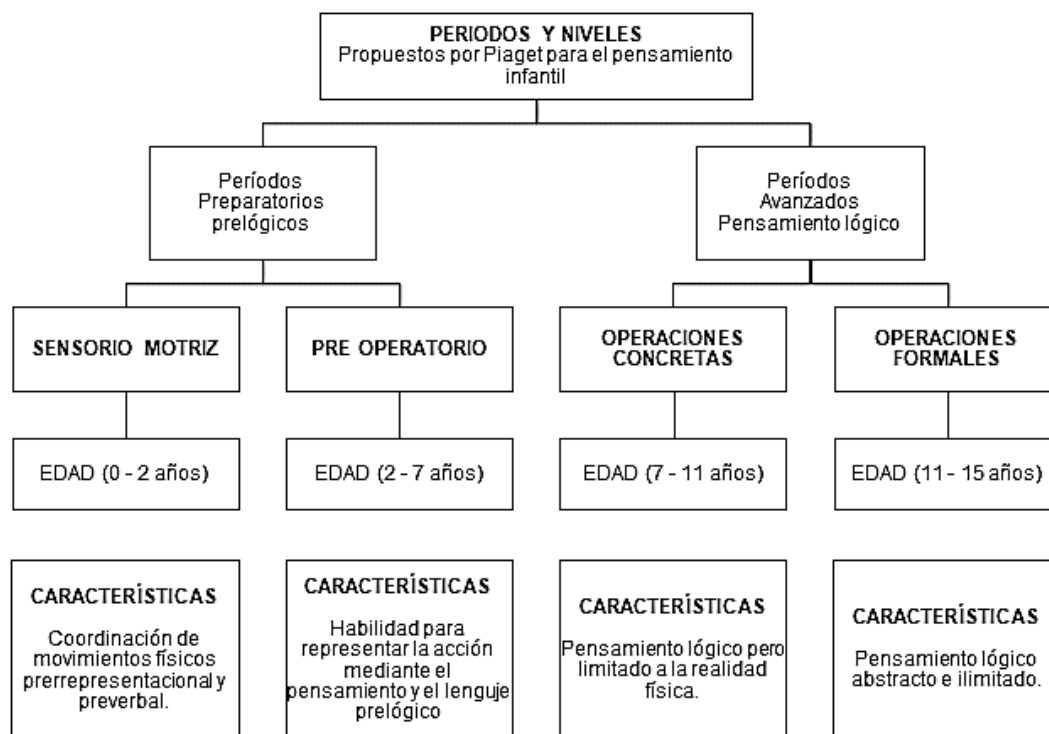 PERIODOS Y NIVELES
Propuestos por Piaget para el pensamiento
infantil
Períodos
Preparatorios
prelógicos
Períodos
Avanzados
Pensamiento lógico
SENSORIO MOTRIZ
PRE OPERATORIO
OPERACIONES
CONCRETAS
OPERACIONES
FORMALES
EDAD (0 - 2 años)
EDAD (2 - 7 años)
EDAD (7 - 11 años)
EDAD (11 - 15 años)
CARACTERÍSTICAS
Coordinación de
movimientos físicos
prerrepresentacional y
preverbal.
CARACTERÍSTICAS
Habilidad para
representar la acción
mediante el
pensamiento y el lenguje
prelógico
CARACTERÍSTICAS
Pensamiento lógico pero
limitado a la realidad
física.
CARACTERÍSTICAS
Pensamiento lógico
abstracto e ilimitado.